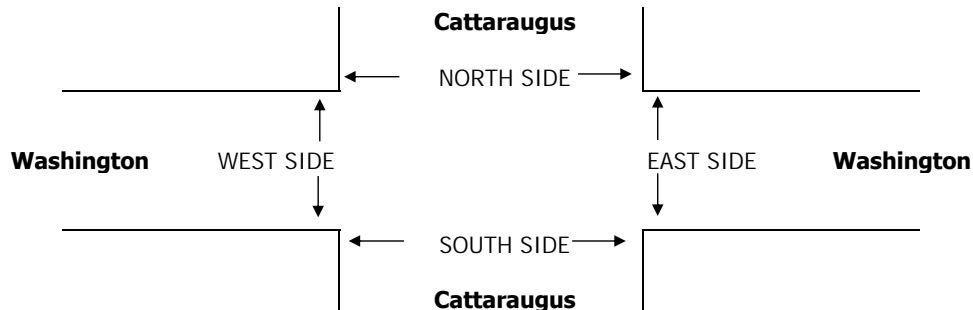 Cattaraugus
NORTH SIDE
Washington WEST SIDE EAST SIDE Washington
SOUTH SIDE
Cattaraugus